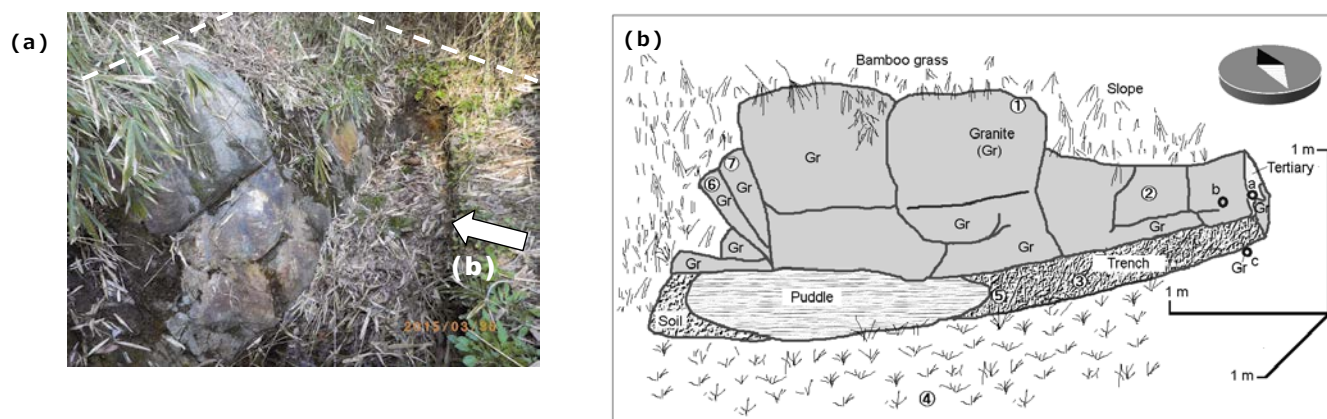 (a)
(b)
2015/03/30
(b)
Bamboo grass
Slope
①
Granite
(Gr)
1 m
Gr
Tertiary
⑦
⑥
Gr
Gr
②
b
a
Gr
Gr
Gr
Gr
Gr
Gr
Trench
Gr
c
③
1 m
Puddle
⑤
Soil
1 m
④